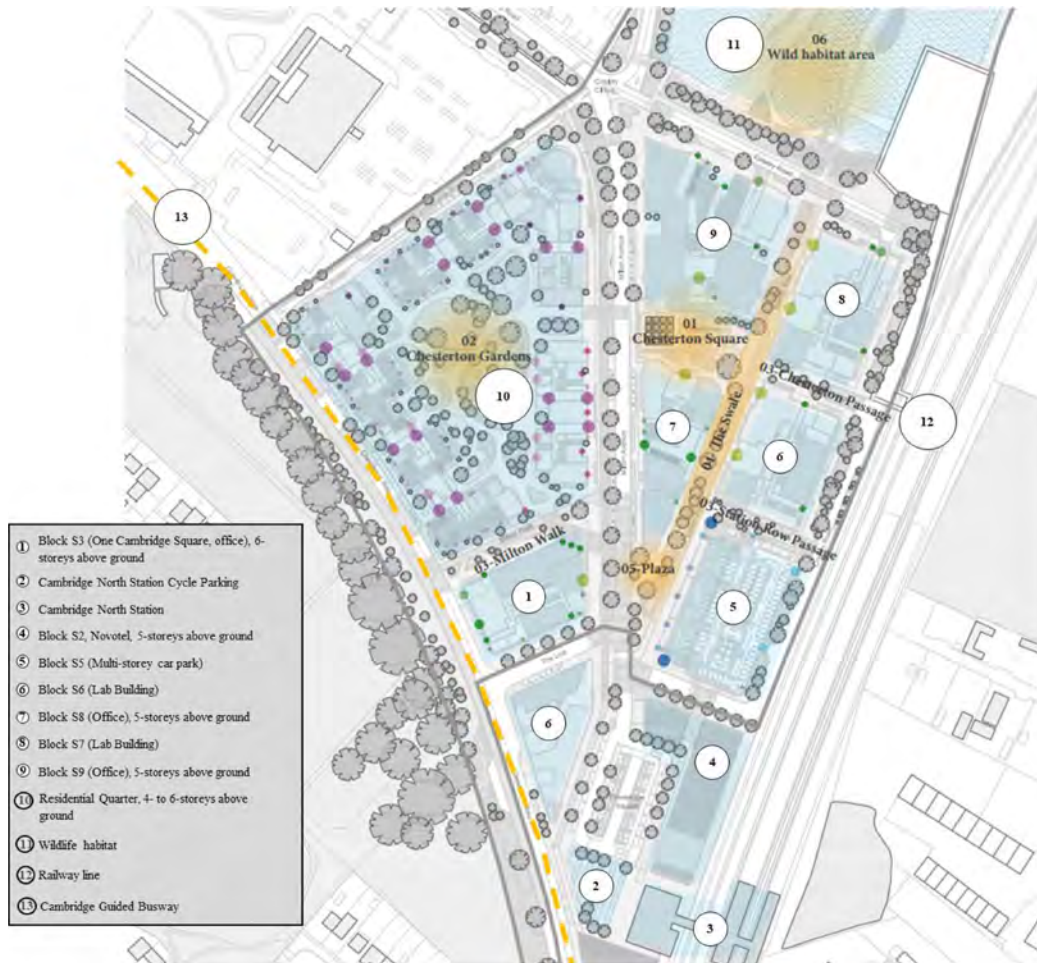 06
Wild habitat area
11
13
9
8
01
Chesterton Square
02
Chesterton Gardens
10
03-Chesterton Passage
12
7
04- The Swale
6
03-Station Row Passage
03-Milton Walk
05-Plaza
1
5
6
4
2
3
1 Block S3 (One Cambridge Square, office), 6-
storeys above ground
2 Cambridge North Station Cycle Parking
3 Cambridge North Station
4 Block S2, Novotel, 5-storeys above ground
5 Block S5 (Multi-storey car park)
6 Block S6 (Lab Building)
7 Block S8 (Office), 5-storeys above ground
8 Block S7 (Lab Building)
9 Block S9 (Office), 5-storeys above ground
10 Residential Quarter, 4- to 6-storeys above
ground
11 Wildlife habitat
12 Railway line
13 Cambridge Guided Busway